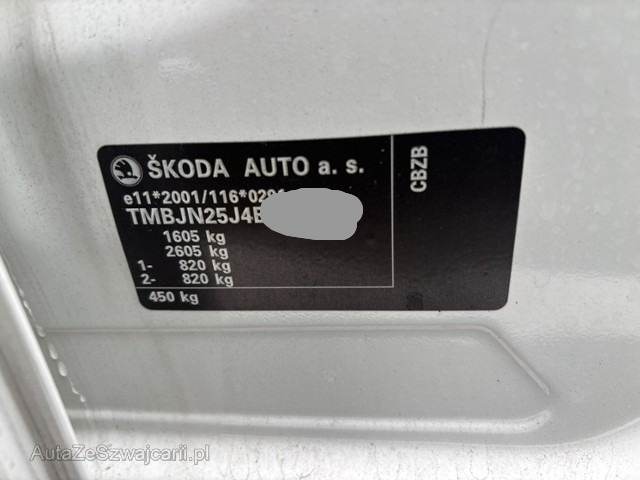 ŠKODA AUTO a. s.
e11*2001/116*029
TMBJN25J4
1605 kg
2605 kg
1- 820 kg
2- 820 kg
450 kg
CBZB
AutaZeSzwajcarii.pl